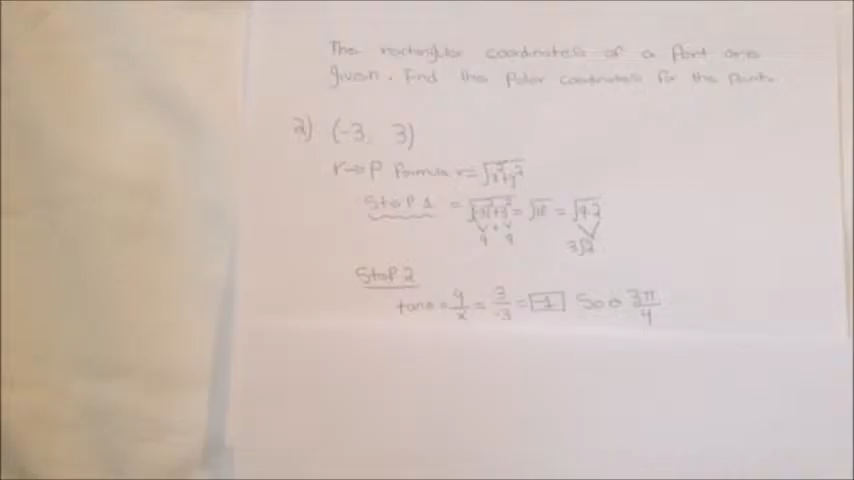 The rectangular coordinates of a point are
given. Find the Polar coordinates for the point.
2) (-3, 3)
r→P formula r=√x²+y²
Step 1 = √-3²+3² = √18 = √9·2
9 + 9 3√2
Step 2
tanθ = y/x = 3/-3 = -1 So θ 3π/4